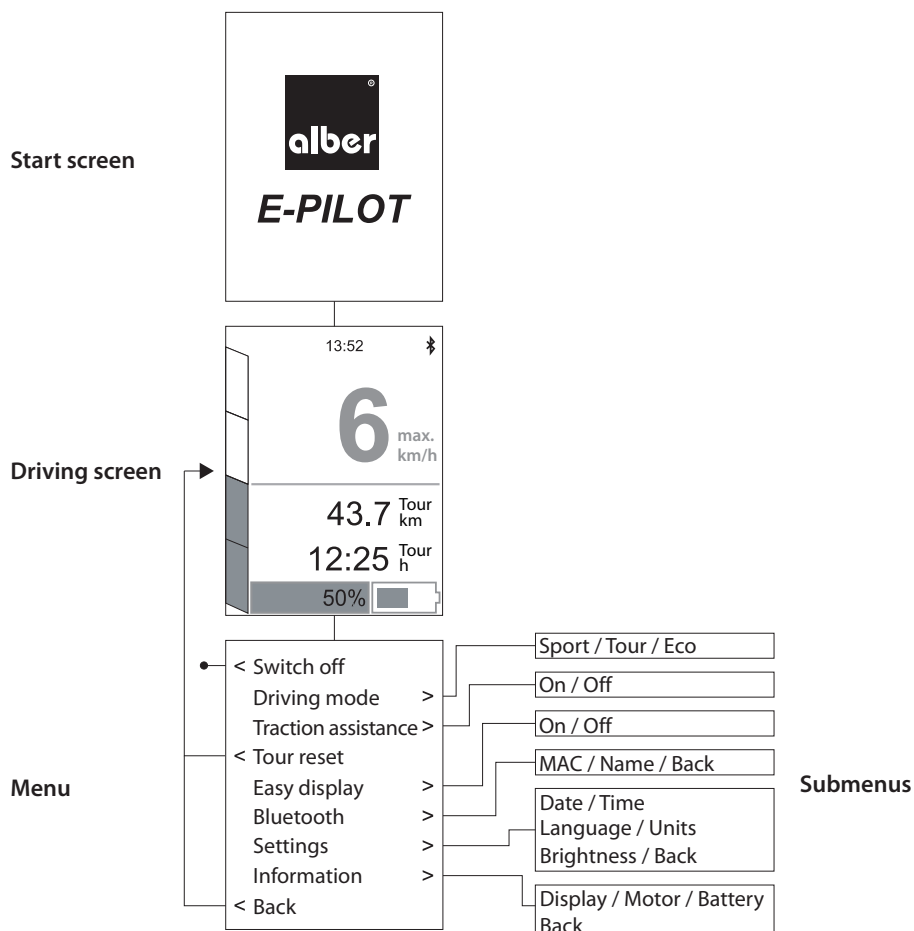 alber
E-PILOT
Start screen
13:52
6 max. km/h
Driving screen
43.7 Tour km
12:25 Tour h
50%
Menu
< Switch off
Driving mode >
Traction assistance >
< Tour reset
Easy display >
Bluetooth >
Settings >
Information >
< Back
Submenus
Sport / Tour / Eco
On / Off
On / Off
MAC / Name / Back
Date / Time
Language / Units
Brightness / Back
Display / Motor / Battery
Back